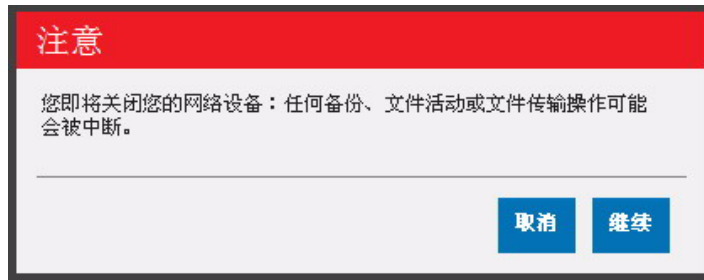 注意
您即将关闭您的网络设备：任何备份、文件活动或文件传输操作可能
会被中断。
取消
继续